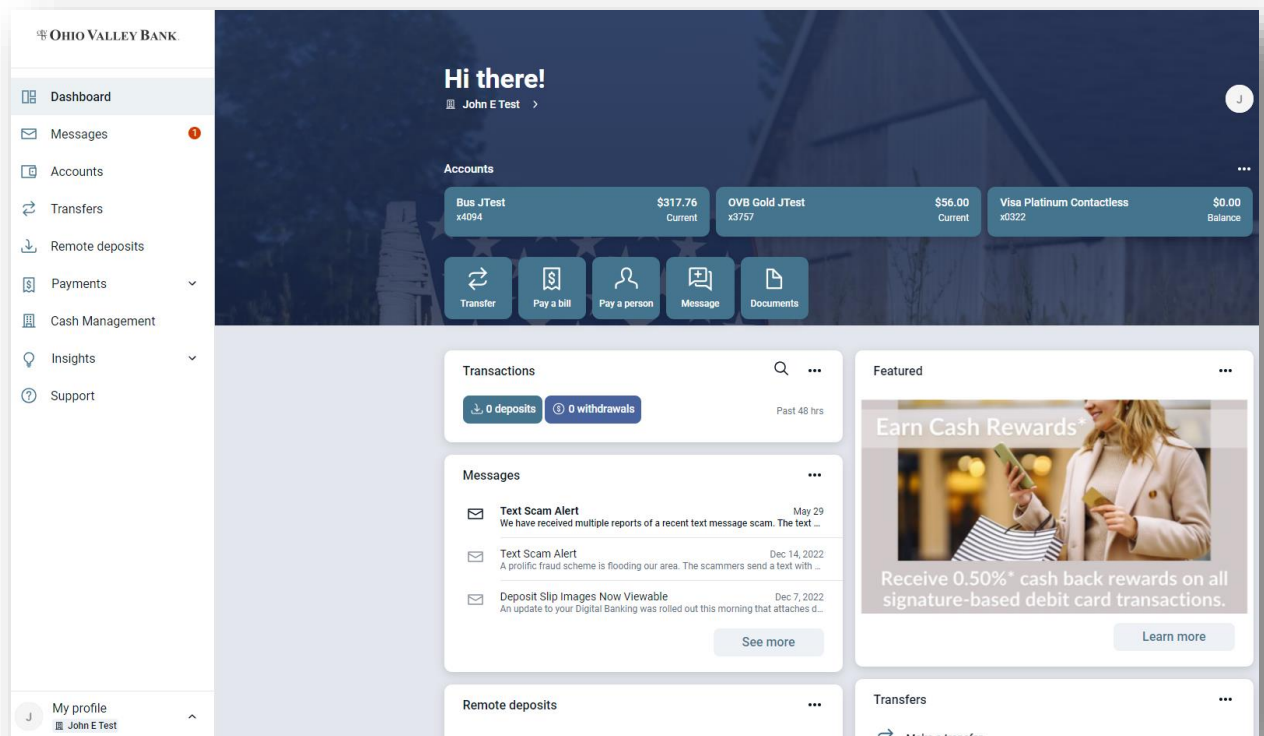 OHIO VALLEY BANK
Dashboard
Messages 1
Accounts
Transfers
Remote deposits
Payments
Cash Management
Insights
Support
My profile
J
John E Test
Hi there!
John E Test
J
Accounts
Bus JTest $317.76
x4094 Current
OVB Gold JTest $56.00
x3757 Current
Visa Platinum Contactless $0.00
x0322 Balance
Transfer Pay a bill Pay a person Message Documents
Transactions
0 deposits 0 withdrawals Past 48 hrs
Messages
Text Scam Alert May 29
We have received multiple reports of a recent text message scam. The text ...
Text Scam Alert Dec 14, 2022
A prolific fraud scheme is flooding our area. The scammers send a text with ...
Deposit Slip Images Now Viewable Dec 7, 2022
An update to your Digital Banking was rolled out this morning that attaches d...
See more
Remote deposits
Featured
Earn Cash Rewards*
Receive 0.50%* cash back rewards on all
signature-based debit card transactions.
Learn more
Transfers
Make a transfer